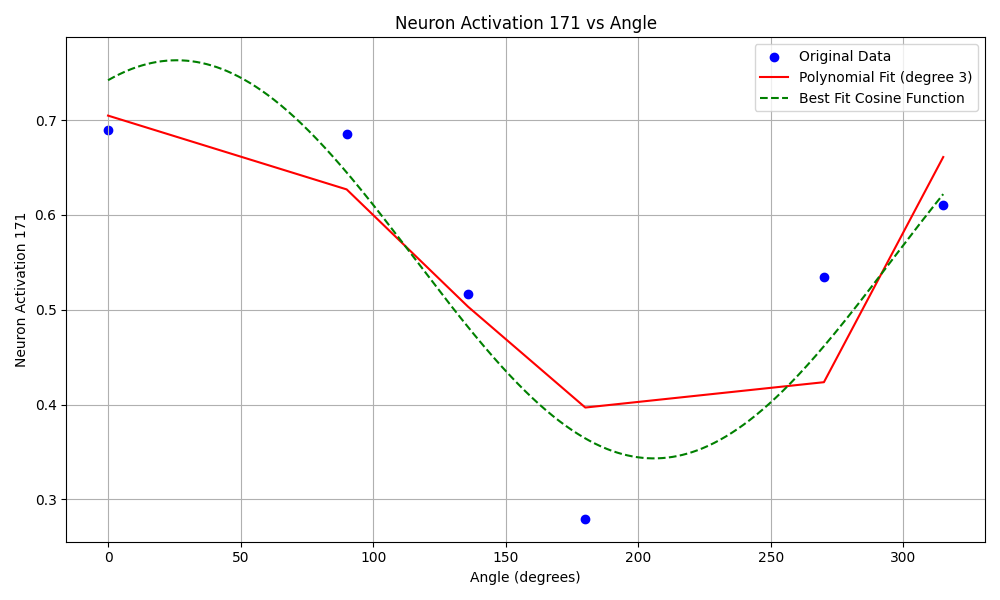 Neuron Activation 171 vs Angle
Original Data
Polynomial Fit (degree 3)
Best Fit Cosine Function
Neuron Activation 171
0.7
0.6
0.5
0.4
0.3
0
50
100
150
200
250
300
Angle (degrees)